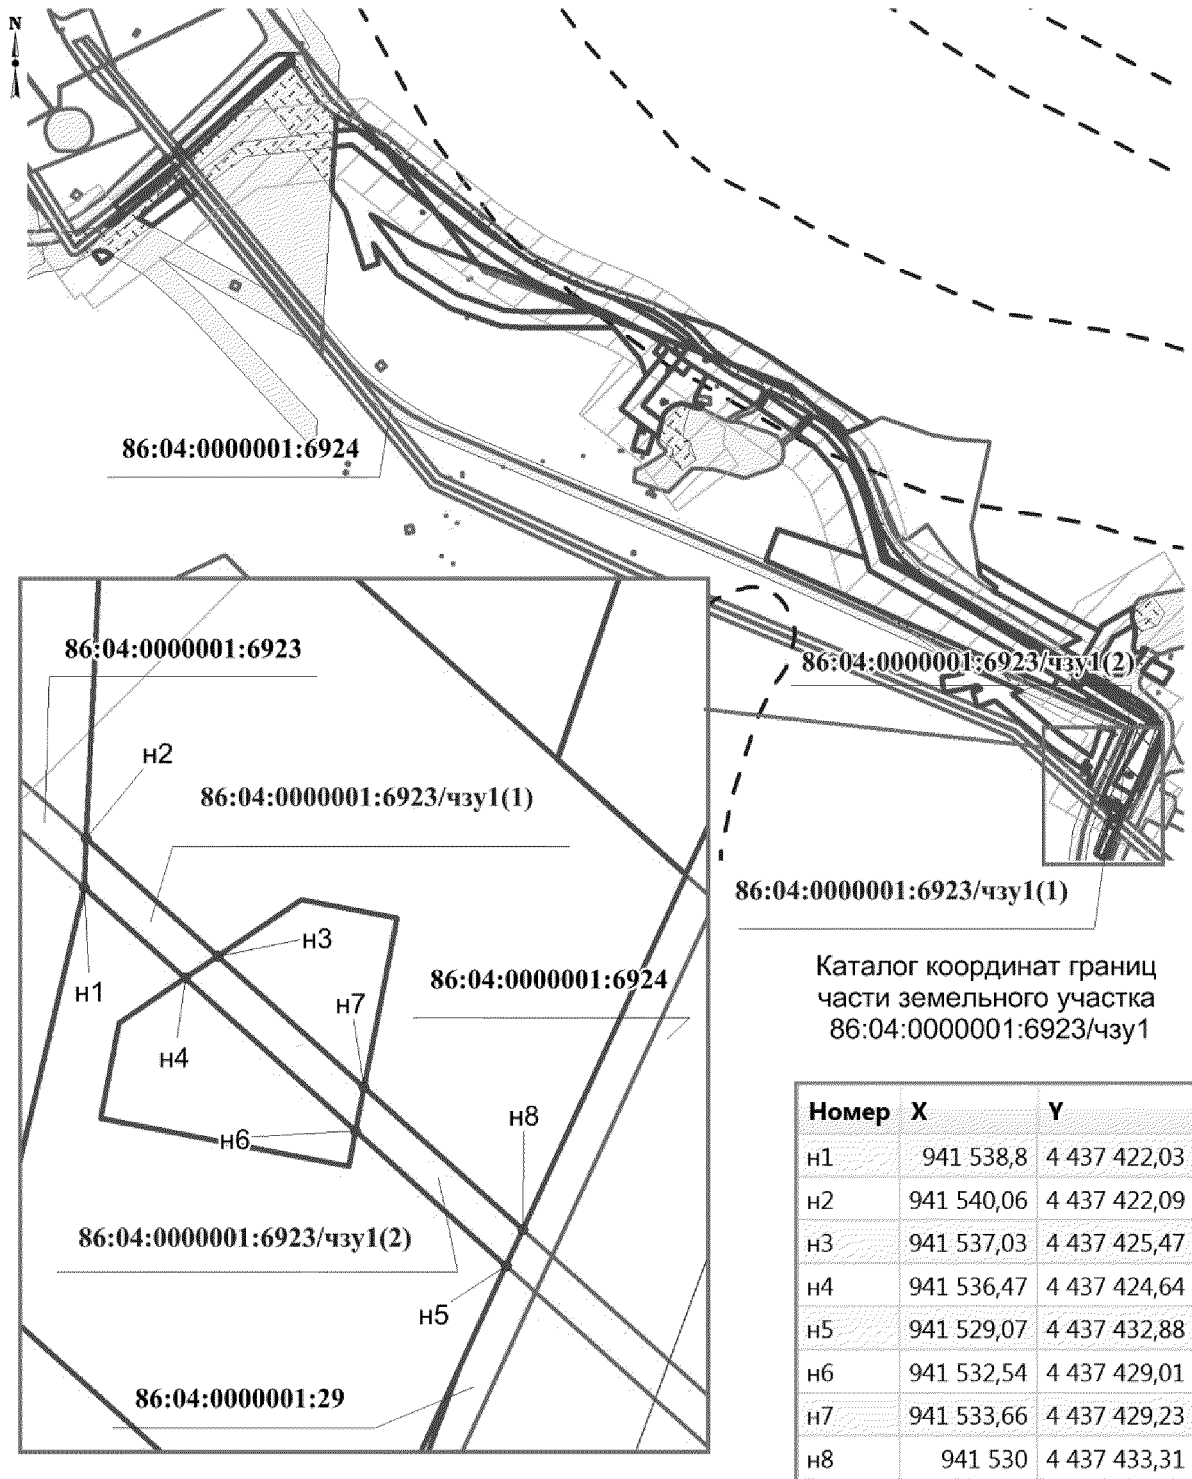 N
86:04:0000001:6924
86:04:0000001:6923
н2
86:04:0000001:6923/чзу1(1)
н1
н3
н4
н7
86:04:0000001:6924
н6
н8
86:04:0000001:6923/чзу1(2)
н5
86:04:0000001:29
86:04:0000001:6923/чзу1(2)
86:04:0000001:6923/чзу1(1)
Каталог координат границ
части земельного участка
86:04:0000001:6923/чзу1
Номер X Y
н1 941 538,8 4 437 422,03
н2 941 540,06 4 437 422,09
н3 941 537,03 4 437 425,47
н4 941 536,47 4 437 424,64
н5 941 529,07 4 437 432,88
н6 941 532,54 4 437 429,01
н7 941 533,66 4 437 429,23
н8 941 530 4 437 433,31